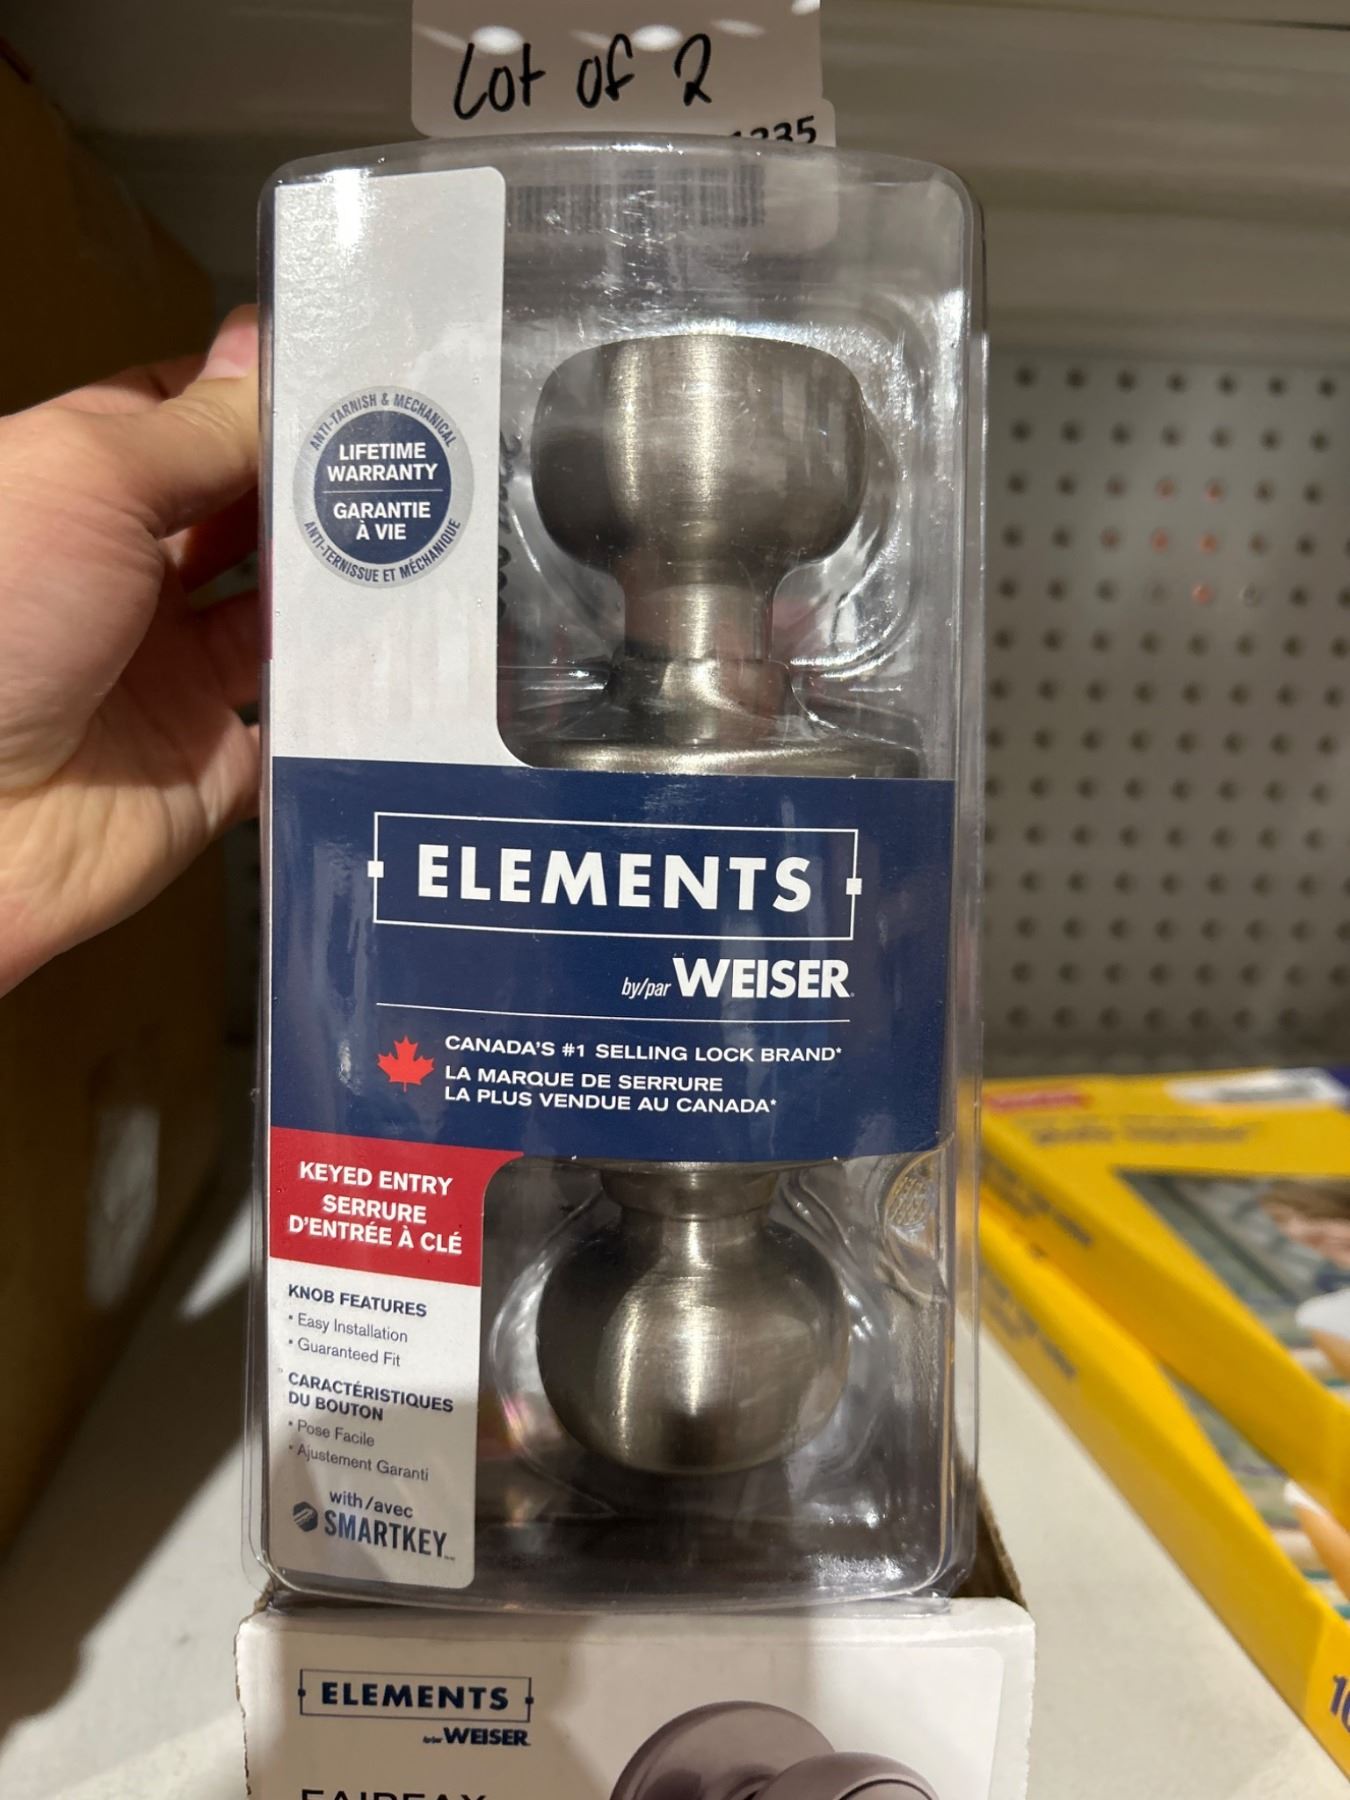 Lot of 2
1335
ANTI-TARNISH & MECHANICAL
LIFETIME
WARRANTY
GARANTIE
À VIE
ANTI-TERNISSUE ET MÉCHANIQUE
ELEMENTS
by/par WEISER
CANADA'S #1 SELLING LOCK BRAND*
LA MARQUE DE SERRURE
LA PLUS VENDUE AU CANADA*
KEYED ENTRY
SERRURE
D'ENTRÉE À CLÉ
KNOB FEATURES
• Easy Installation
• Guaranteed Fit
CARACTÉRISTIQUES
DU BOUTON
• Pose Facile
• Ajustement Garanti
with/avec
SMARTKEY
ELEMENTS
WEISER
FAIRFAX